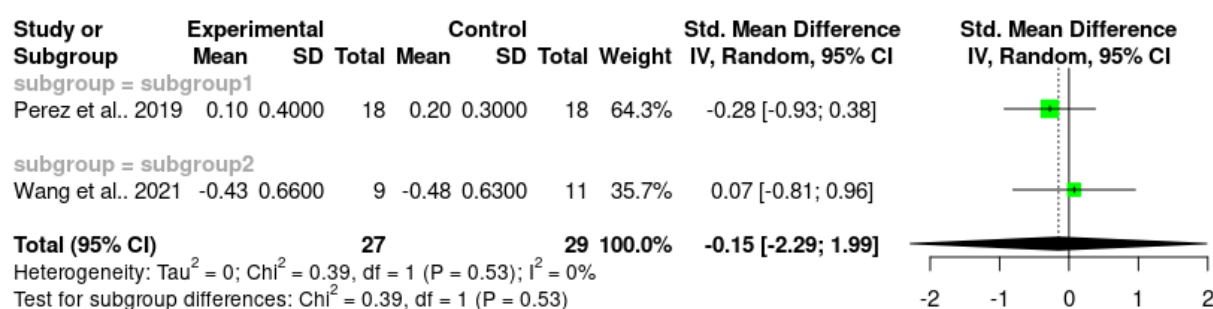 Study or Experimental Control Std. Mean Difference Std. Mean Difference
Subgroup Mean SD Total Mean SD Total Weight IV, Random, 95% CI IV, Random, 95% CI
subgroup = subgroup1
Perez et al.. 2019 0.10 0.4000 18 0.20 0.3000 18 64.3% -0.28 [-0.93; 0.38]
subgroup = subgroup2
Wang et al.. 2021 -0.43 0.6600 9 -0.48 0.6300 11 35.7% 0.07 [-0.81; 0.96]
Total (95% CI) 27 29 100.0% -0.15 [-2.29; 1.99]
Heterogeneity: Tau² = 0; Chi² = 0.39, df = 1 (P = 0.53); I² = 0%
Test for subgroup differences: Chi² = 0.39, df = 1 (P = 0.53)
-2 -1 0 1 2